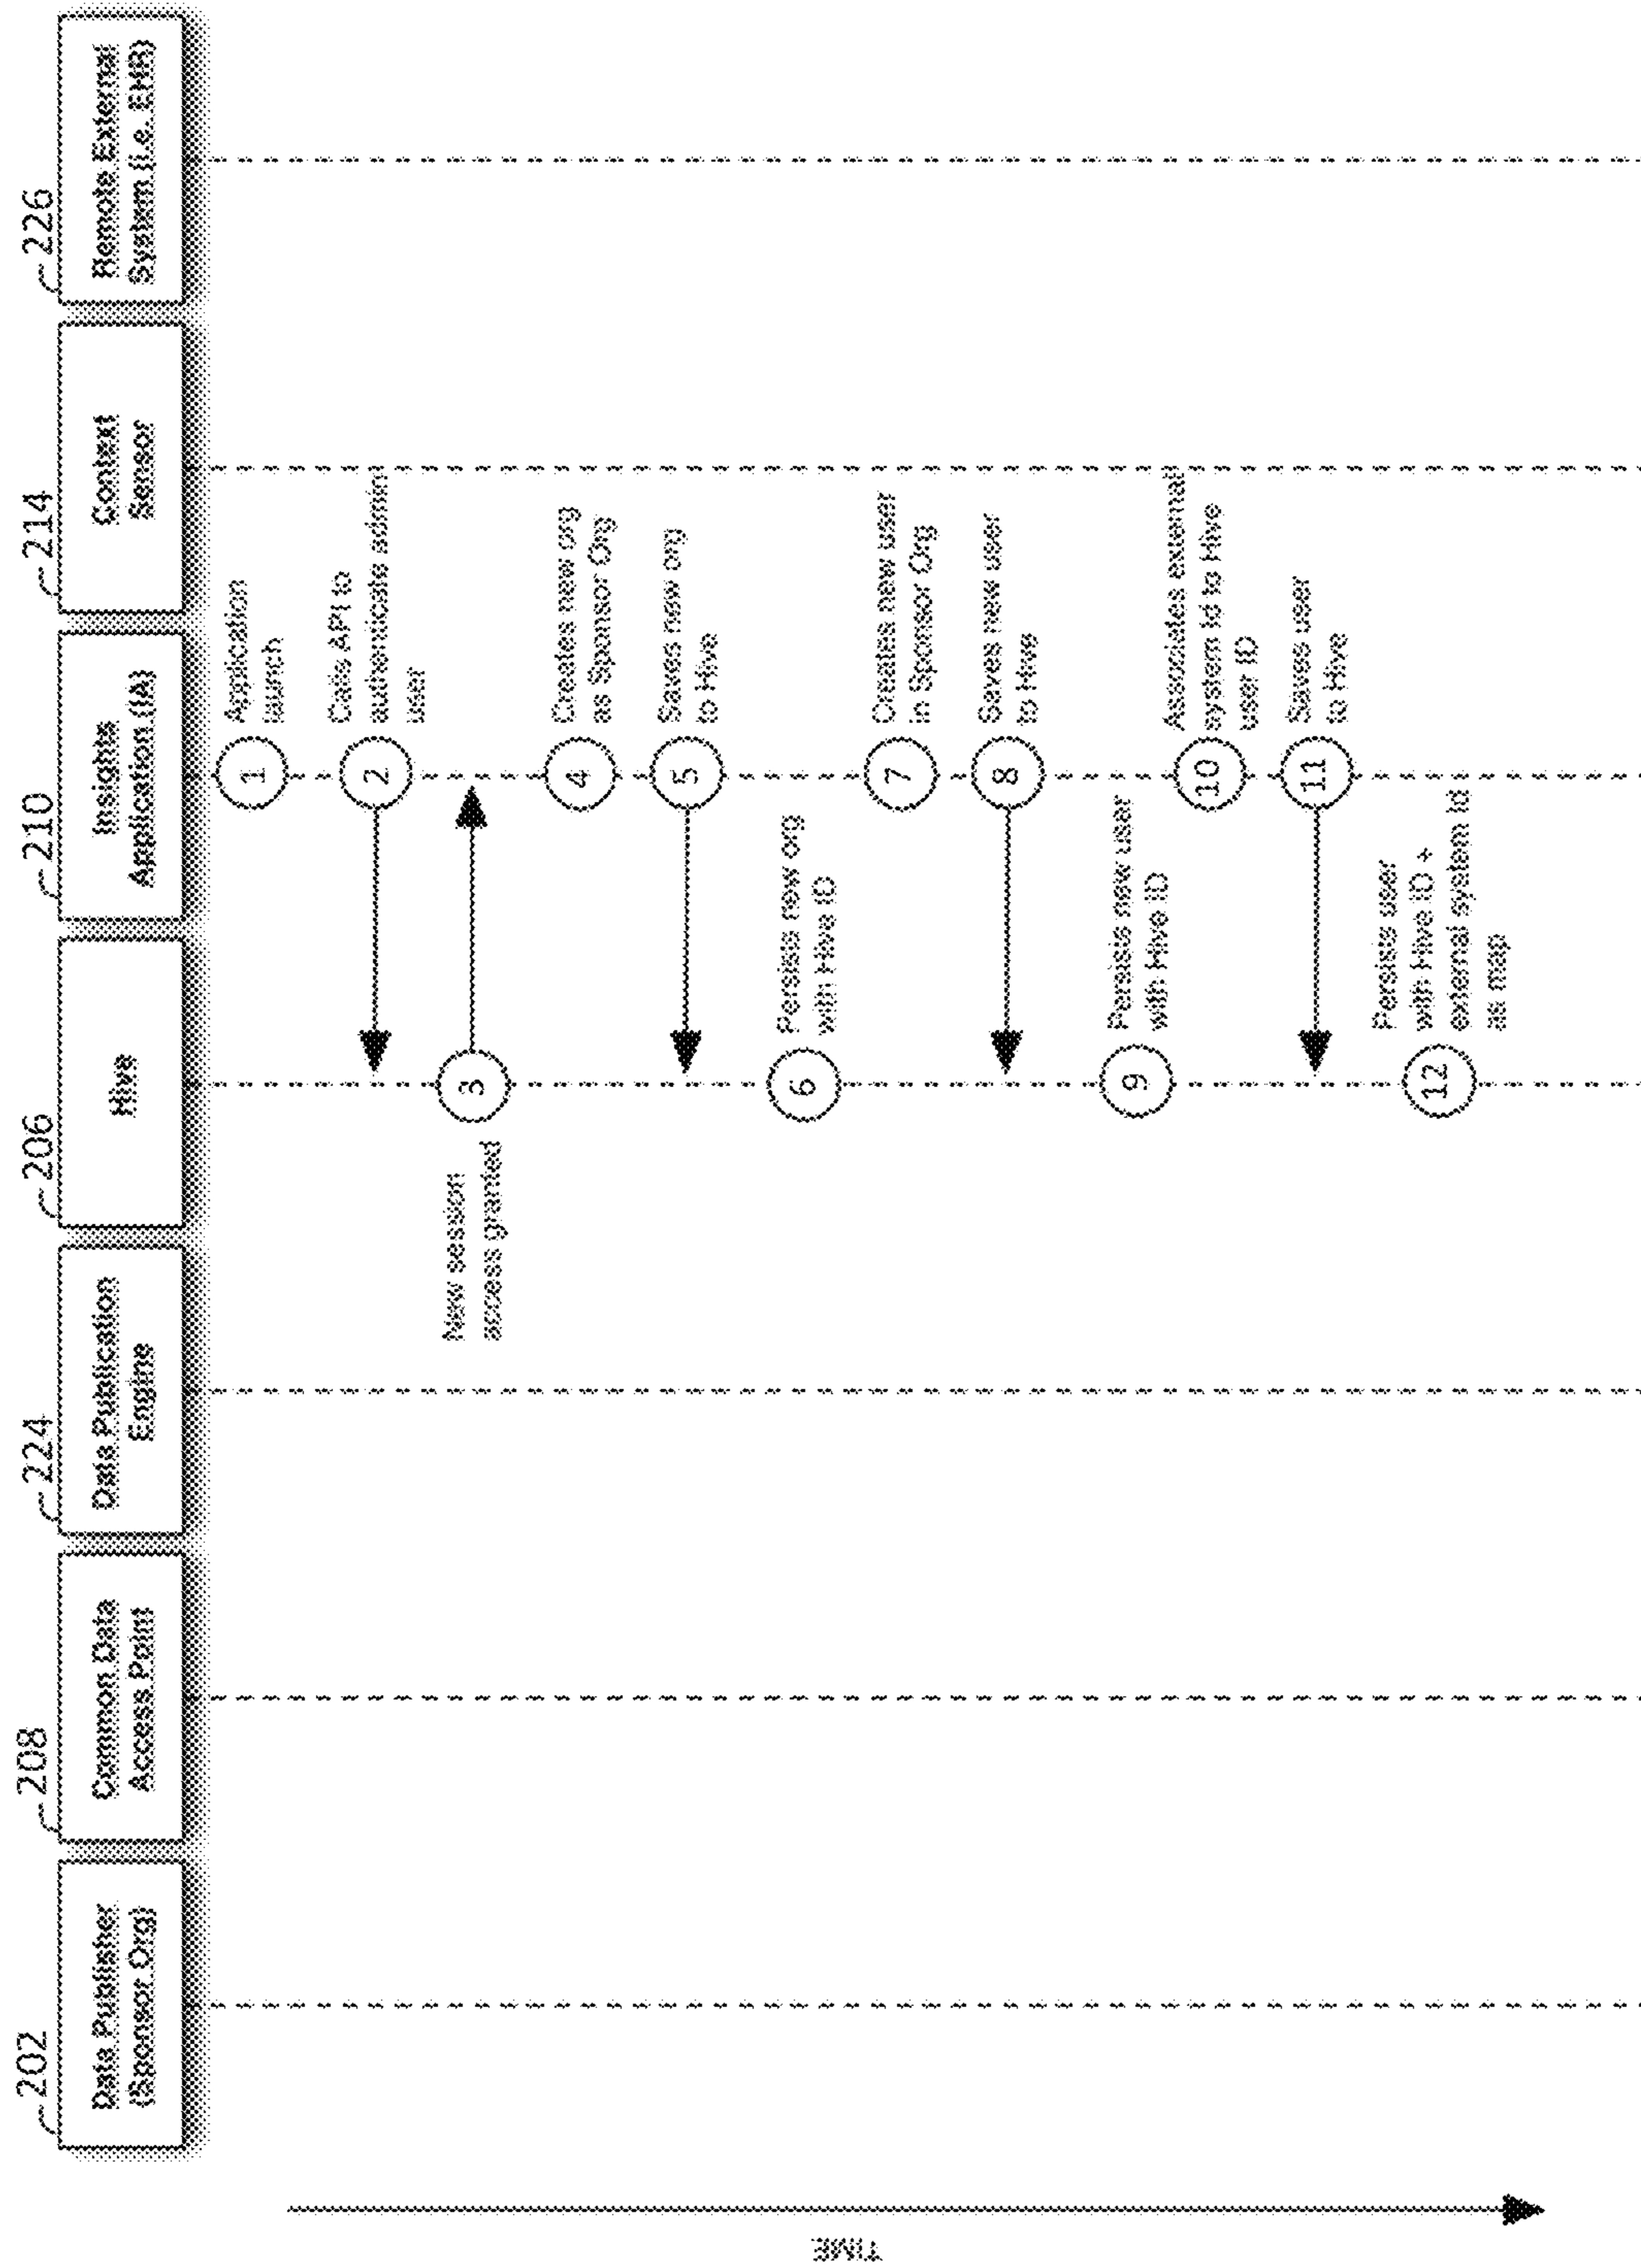 202
Data Publisher
(Sponsor Org)
208
Common Data
Access Point
224
Data Publication
Engine
206
Hive
210
Insights
Application (IA)
214
Context
Sensor
226
Remote External
System (i.e. EHR)
TIME
1
Application
launch
2
Calls API to
authenticate admin
user
3
New session
access granted
4
Creates new org
as Sponsor Org
5
Saves new org
to Hive
6
Persists new org
with Hive ID
7
Creates new user
in Sponsor Org
8
Saves new user
to Hive
9
Persists new user
with Hive ID
10
Associates external
system id to Hive
user ID
11
Saves user
to Hive
12
Persists user
with Hive ID +
external system id
as map